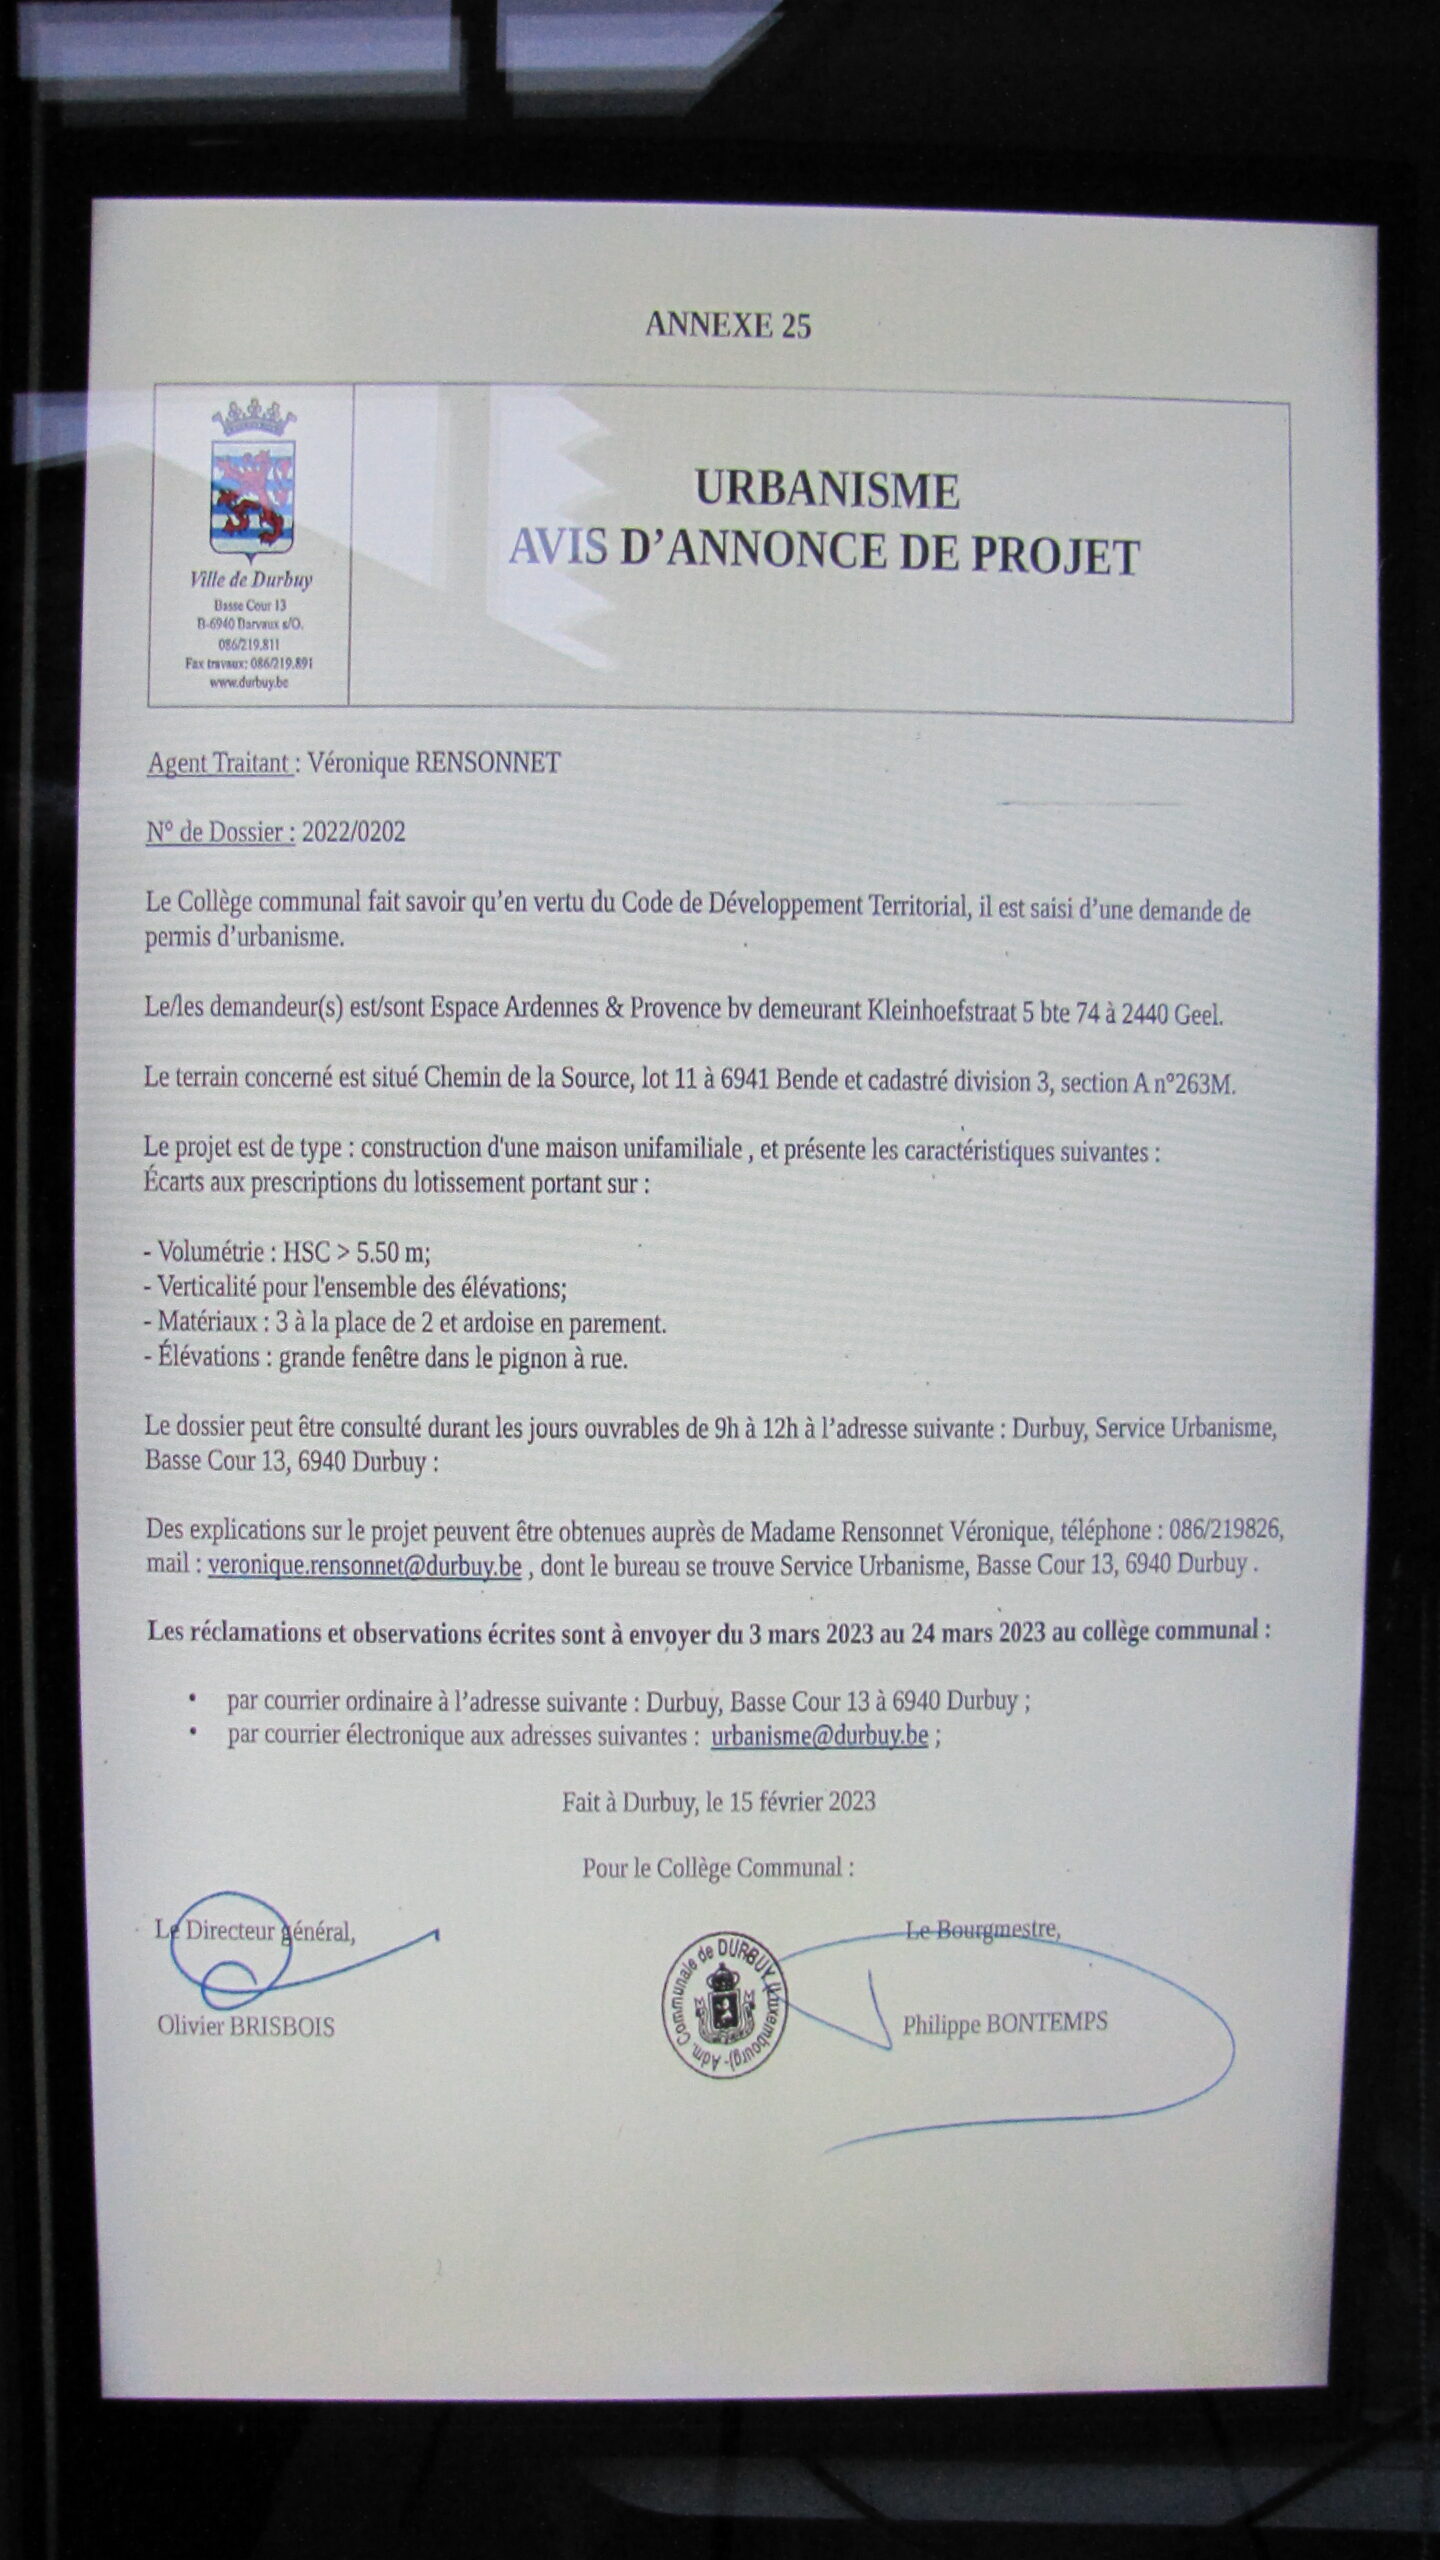 ANNEXE 25
Ville de Durbuy
Basse Cour 13
B-6940 Barvaux s/O.
086/219.811
Fax travaux: 086/219.891
www.durbuy.be
URBANISME
AVIS D’ANNONCE DE PROJET
Agent Traitant : Véronique RENSONNET
N° de Dossier : 2022/0202
Le Collège communal fait savoir qu’en vertu du Code de Développement Territorial, il est saisi d’une demande de
permis d’urbanisme.
Le/les demandeur(s) est/sont Espace Ardennes & Provence bv demeurant Kleinhoefstraat 5 bte 74 à 2440 Geel.
Le terrain concerné est situé Chemin de la Source, lot 11 à 6941 Bende et cadastré division 3, section A n°263M.
Le projet est de type : construction d'une maison unifamiliale , et présente les caractéristiques suivantes :
Écarts aux prescriptions du lotissement portant sur :
- Volumétrie : HSC > 5.50 m;
- Verticalité pour l'ensemble des élévations;
- Matériaux : 3 à la place de 2 et ardoise en parement.
- Élévations : grande fenêtre dans le pignon à rue.
Le dossier peut être consulté durant les jours ouvrables de 9h à 12h à l’adresse suivante : Durbuy, Service Urbanisme,
Basse Cour 13, 6940 Durbuy :
Des explications sur le projet peuvent être obtenues auprès de Madame Rensonnet Véronique, téléphone : 086/219826,
mail : veronique.rensonnet@durbuy.be , dont le bureau se trouve Service Urbanisme, Basse Cour 13, 6940 Durbuy .
Les réclamations et observations écrites sont à envoyer du 3 mars 2023 au 24 mars 2023 au collège communal :
• par courrier ordinaire à l’adresse suivante : Durbuy, Basse Cour 13 à 6940 Durbuy ;
• par courrier électronique aux adresses suivantes : urbanisme@durbuy.be ;
Fait à Durbuy, le 15 février 2023
Pour le Collège Communal :
Le Directeur général,
Le Bourgmestre,
Adm. Communale de DURBUY (Luxembourg)-
Olivier BRISBOIS
Philippe BONTEMPS